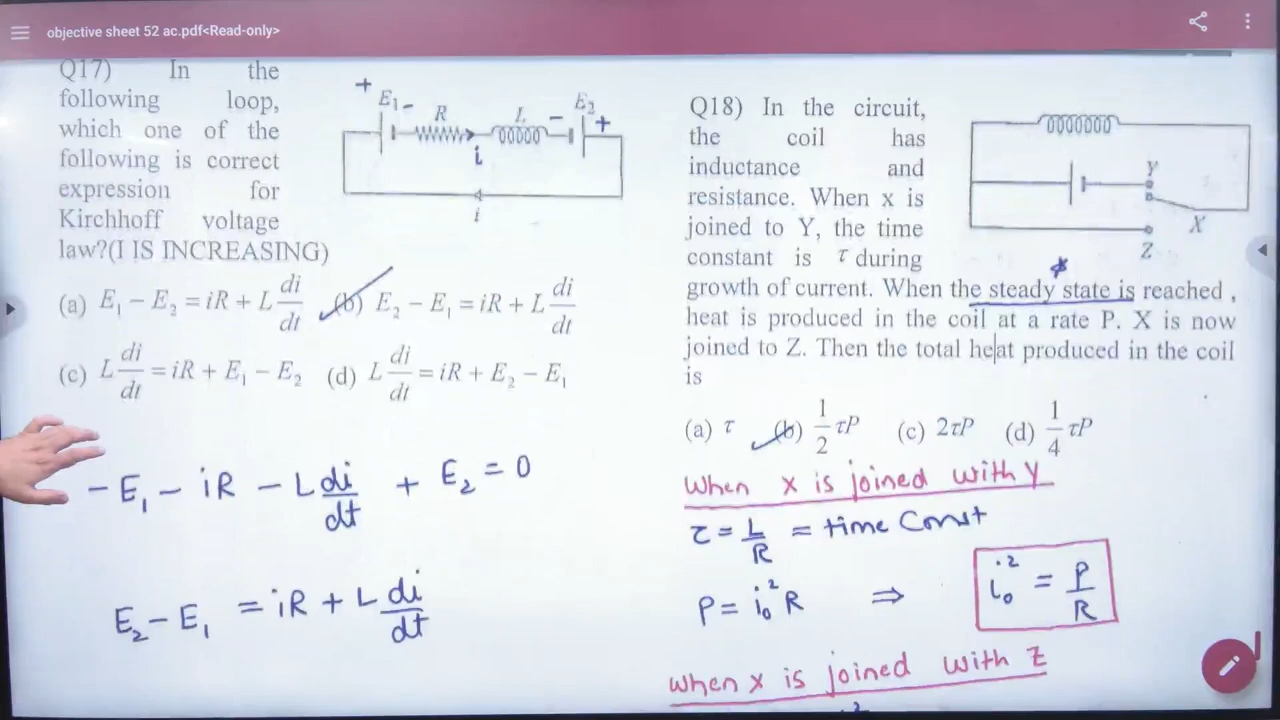 objective sheet 52 ac.pdf<Read-only>
Q17) In the
following loop,
which one of the
following is correct
expression for
Kirchhoff voltage
law?(I IS INCREASING)
+ E₁ - R L - E₂ +
i
i
(a) E₁ − E₂ = iR + L di/dt (b) E₂ − E₁ = iR + L di/dt
(c) L di/dt = iR + E₁ − E₂ (d) L di/dt = iR + E₂ − E₁
− E₁ − iR − L di/dt + E₂ = 0
E₂ − E₁ = iR + L di/dt
Q18) In the circuit,
the coil has
inductance and
resistance. When x is
joined to Y, the time
constant is τ during
growth of current. When the steady state is reached ,
heat is produced in the coil at a rate P. X is now
joined to Z. Then the total heat produced in the coil
is
Y
X
Z
(a) τ (b) 1/2 τP (c) 2τP (d) 1/4 τP
When x is joined with Y
τ = L/R = time Const
P = i₀² R ⇒ i₀² = P/R
when x is joined with Z